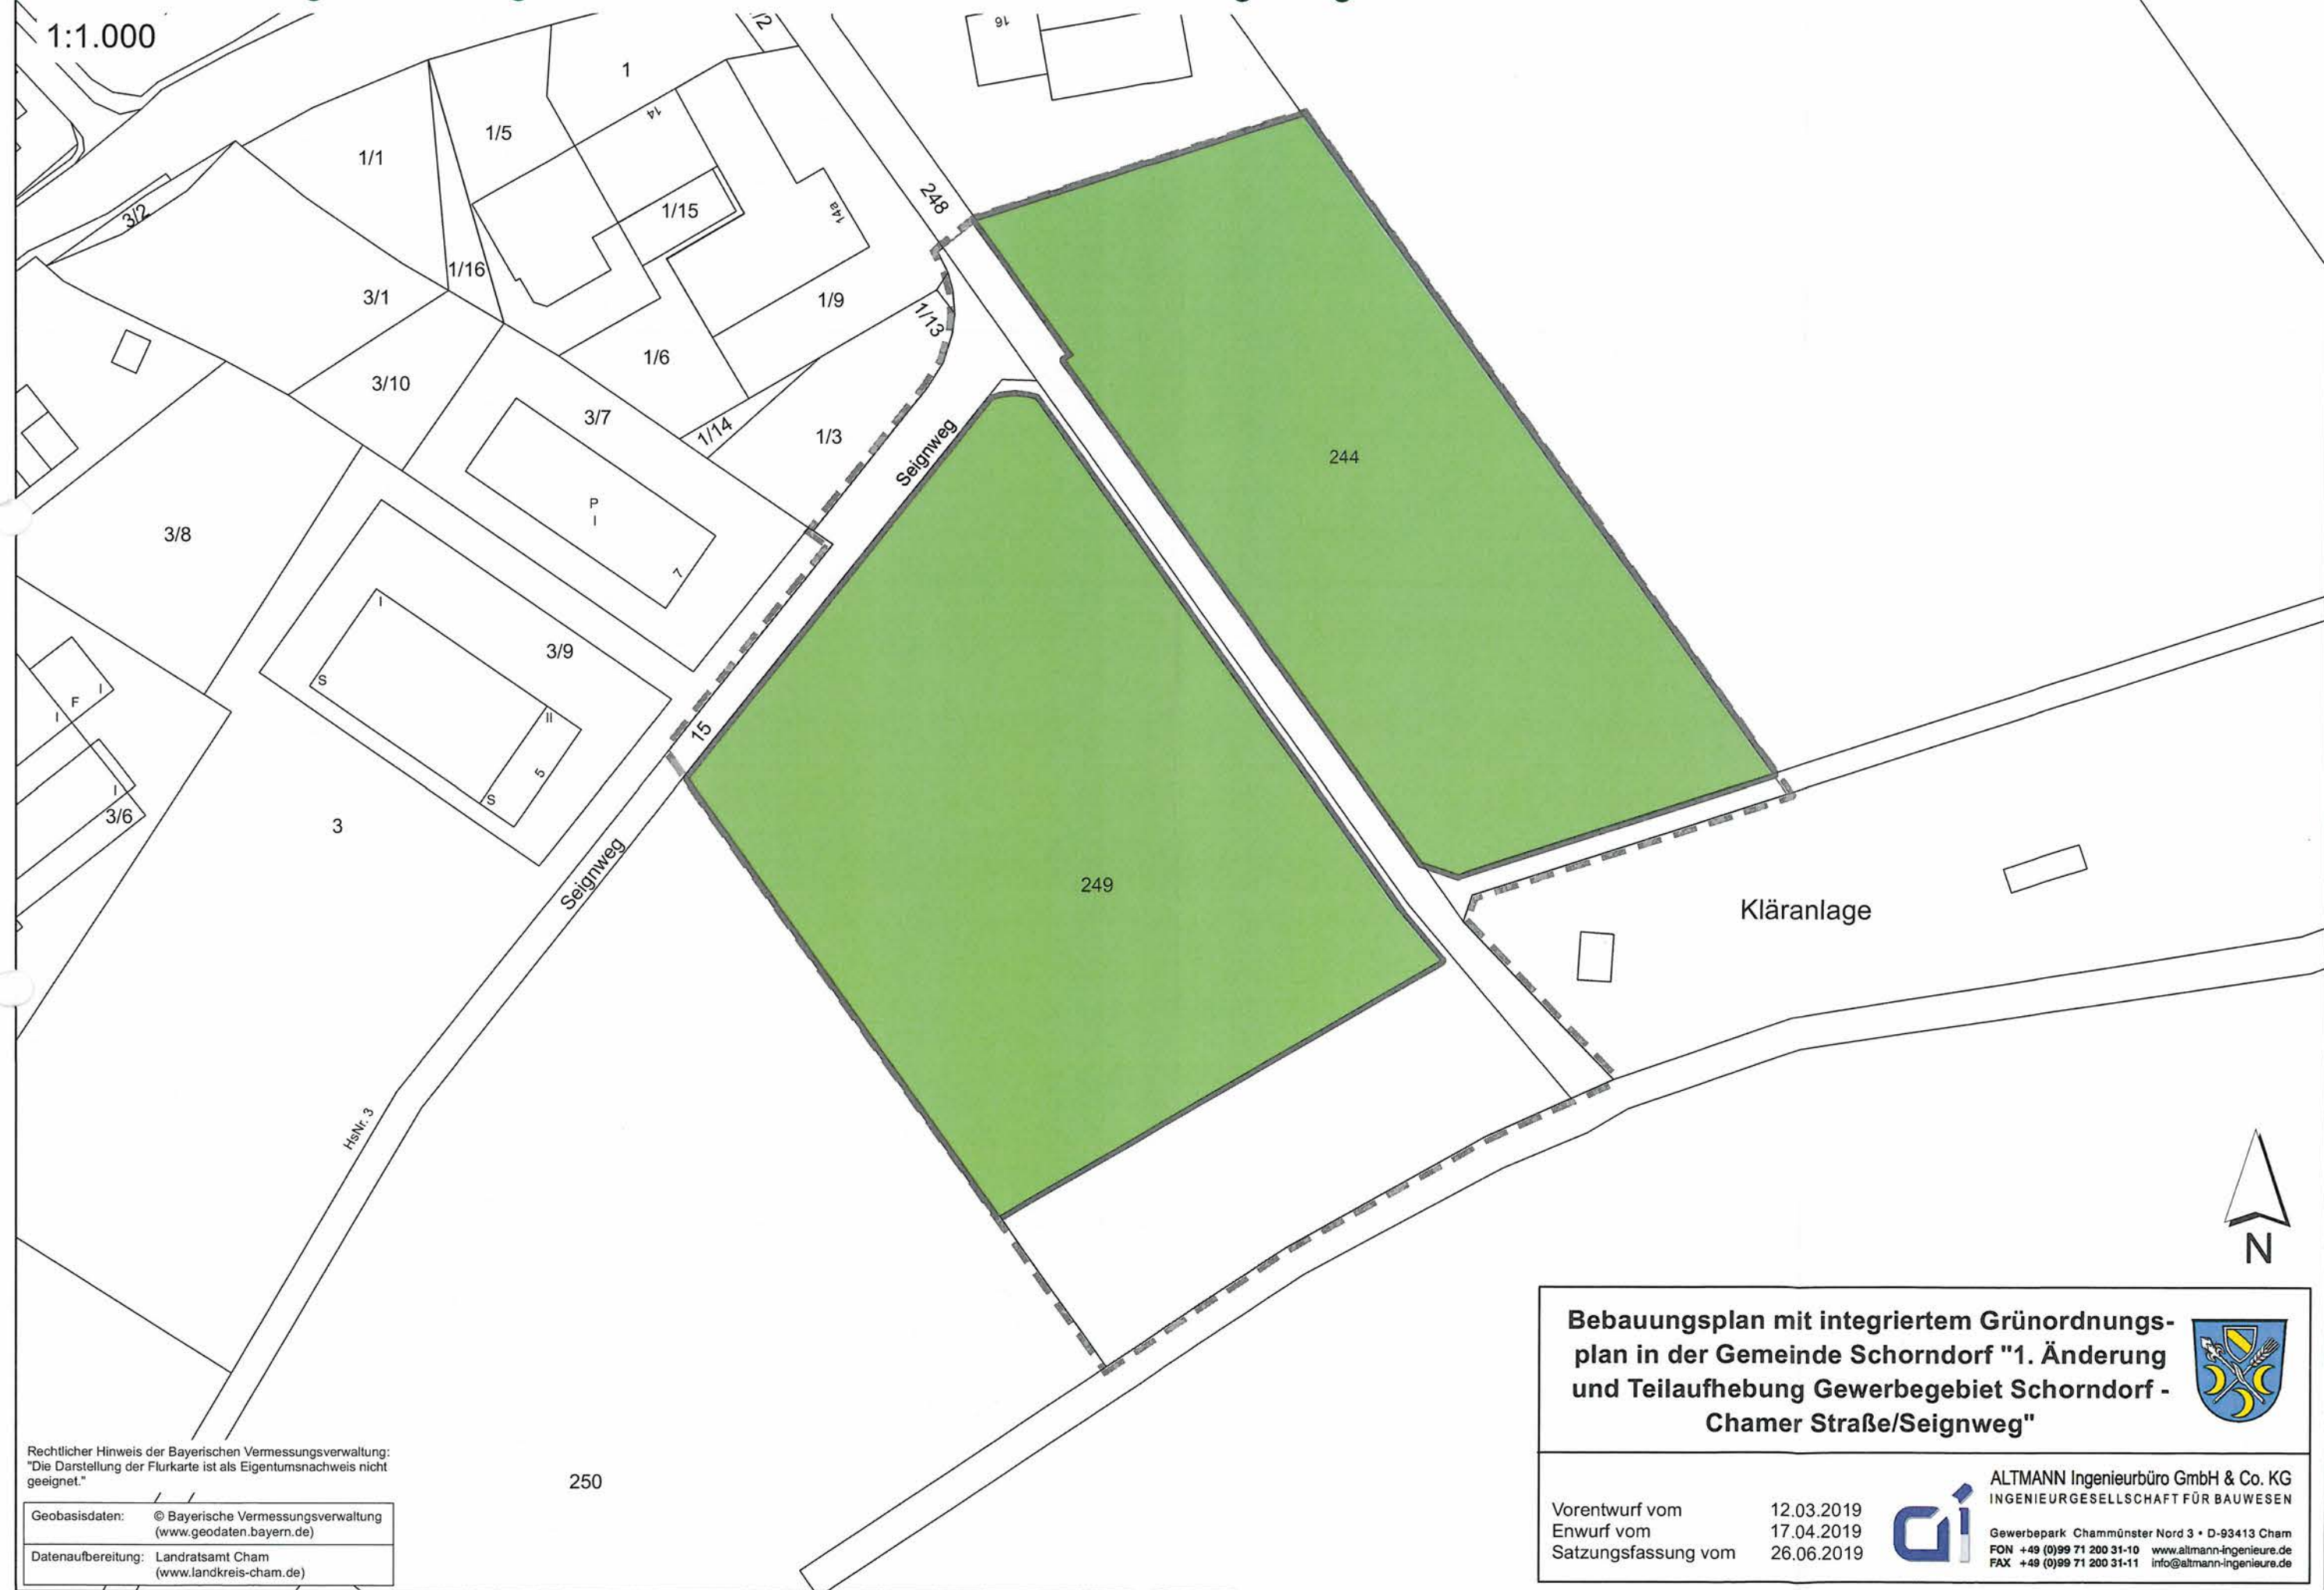 1:1.000
1/2
16
1
14
1/5
1/1
14a
248
1/15
3/2
1/16
3/1
1/9
1/13
1/6
3/10
3/7
1/14
1/3
Seignweg
244
P
I
3/8
7
I
3/9
S
I
F
I
II
15
5
S
I
3/6
3
Seignweg
249
Kläranlage
HsNr. 3
N
250
Rechtlicher Hinweis der Bayerischen Vermessungsverwaltung:
"Die Darstellung der Flurkarte ist als Eigentumsnachweis nicht
geeignet."
Geobasisdaten: © Bayerische Vermessungsverwaltung
(www.geodaten.bayern.de)
Datenaufbereitung: Landratsamt Cham
(www.landkreis-cham.de)
Bebauungsplan mit integriertem Grünordnungs-
plan in der Gemeinde Schorndorf "1. Änderung
und Teilaufhebung Gewerbegebiet Schorndorf -
Chamer Straße/Seignweg"
Vorentwurf vom 12.03.2019
Enwurf vom 17.04.2019
Satzungsfassung vom 26.06.2019
ai
ALTMANN Ingenieurbüro GmbH & Co. KG
INGENIEURGESELLSCHAFT FÜR BAUWESEN
Gewerbepark Chammünster Nord 3 • D-93413 Cham
FON +49 (0)99 71 200 31-10 www.altmann-ingenieure.de
FAX +49 (0)99 71 200 31-11 info@altmann-ingenieure.de